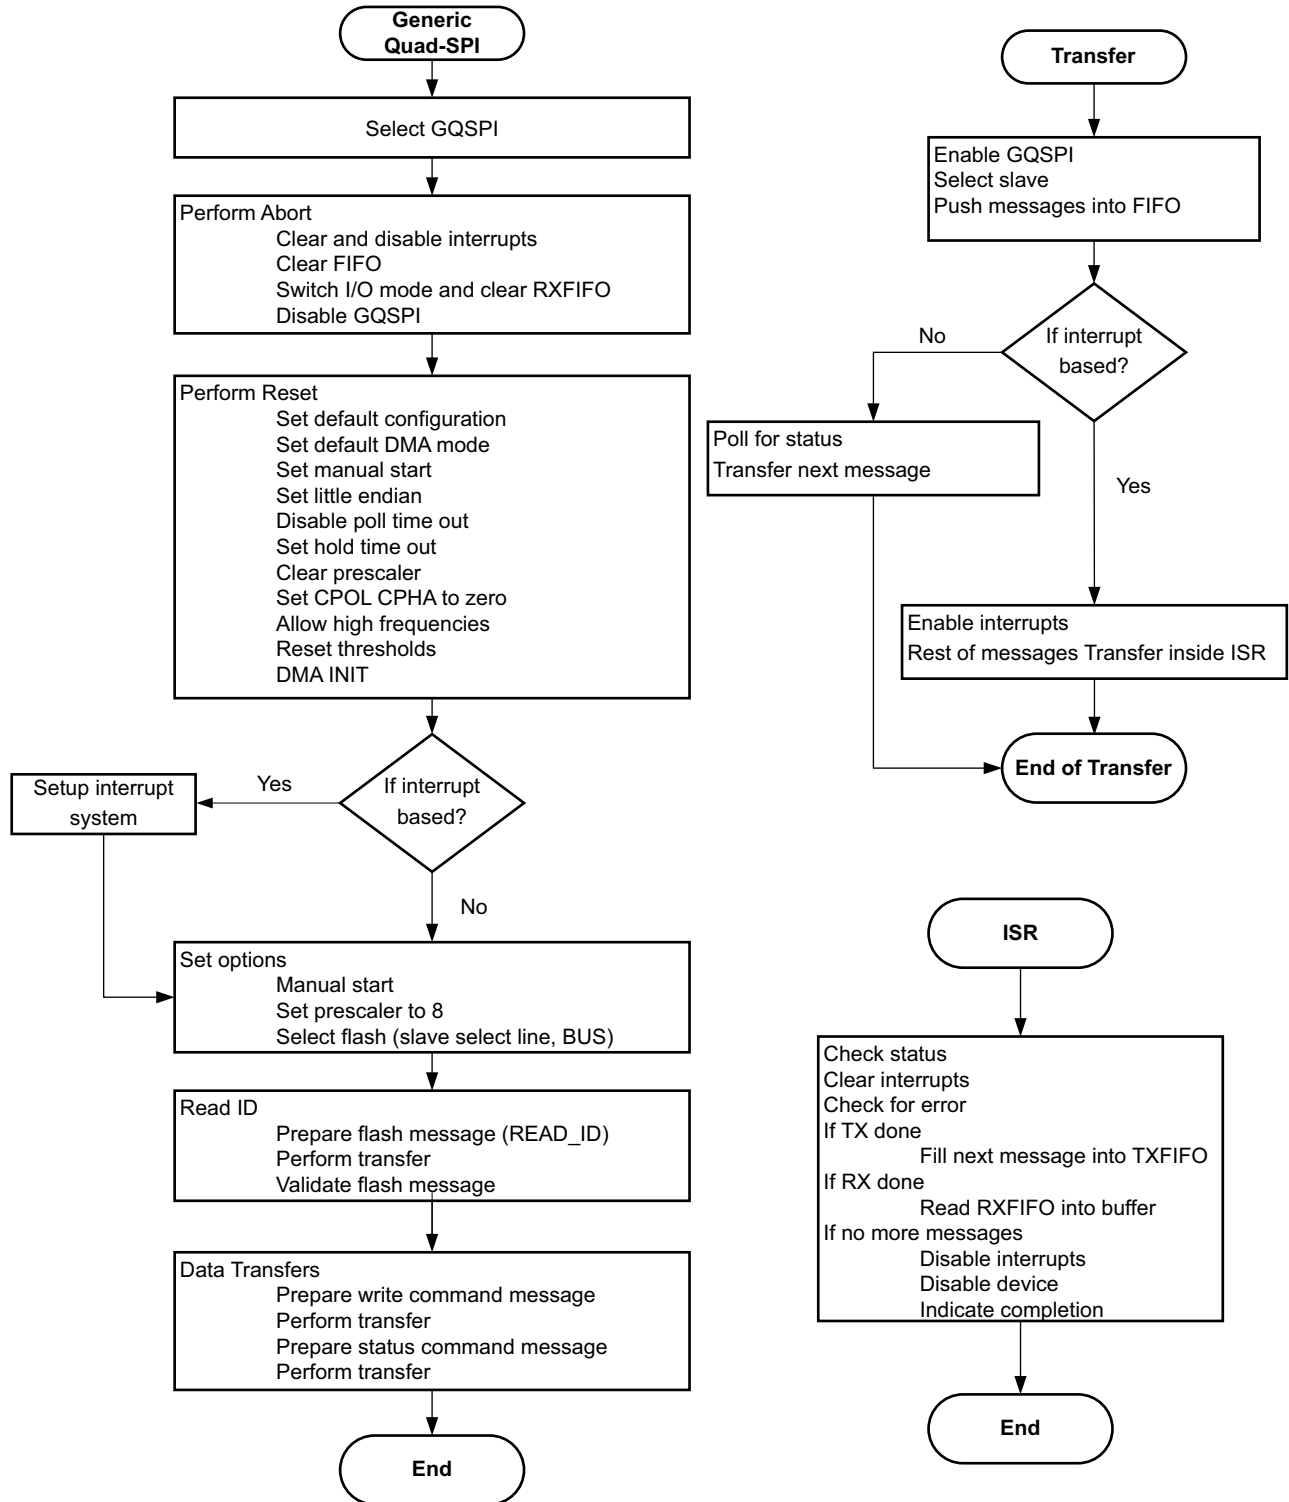 Generic
Quad-SPI
Select GQSPI
Perform Abort
Clear and disable interrupts
Clear FIFO
Switch I/O mode and clear RXFIFO
Disable GQSPI
Perform Reset
Set default configuration
Set default DMA mode
Set manual start
Set little endian
Disable poll time out
Set hold time out
Clear prescaler
Set CPOL CPHA to zero
Allow high frequencies
Reset thresholds
DMA INIT
If interrupt
based?
Yes
Setup interrupt
system
No
Set options
Manual start
Set prescaler to 8
Select flash (slave select line, BUS)
Read ID
Prepare flash message (READ_ID)
Perform transfer
Validate flash message
Data Transfers
Prepare write command message
Perform transfer
Prepare status command message
Perform transfer
End
Transfer
Enable GQSPI
Select slave
Push messages into FIFO
If interrupt
based?
No
Poll for status
Transfer next message
Yes
Enable interrupts
Rest of messages Transfer inside ISR
End of Transfer
ISR
Check status
Clear interrupts
Check for error
If TX done
Fill next message into TXFIFO
If RX done
Read RXFIFO into buffer
If no more messages
Disable interrupts
Disable device
Indicate completion
End